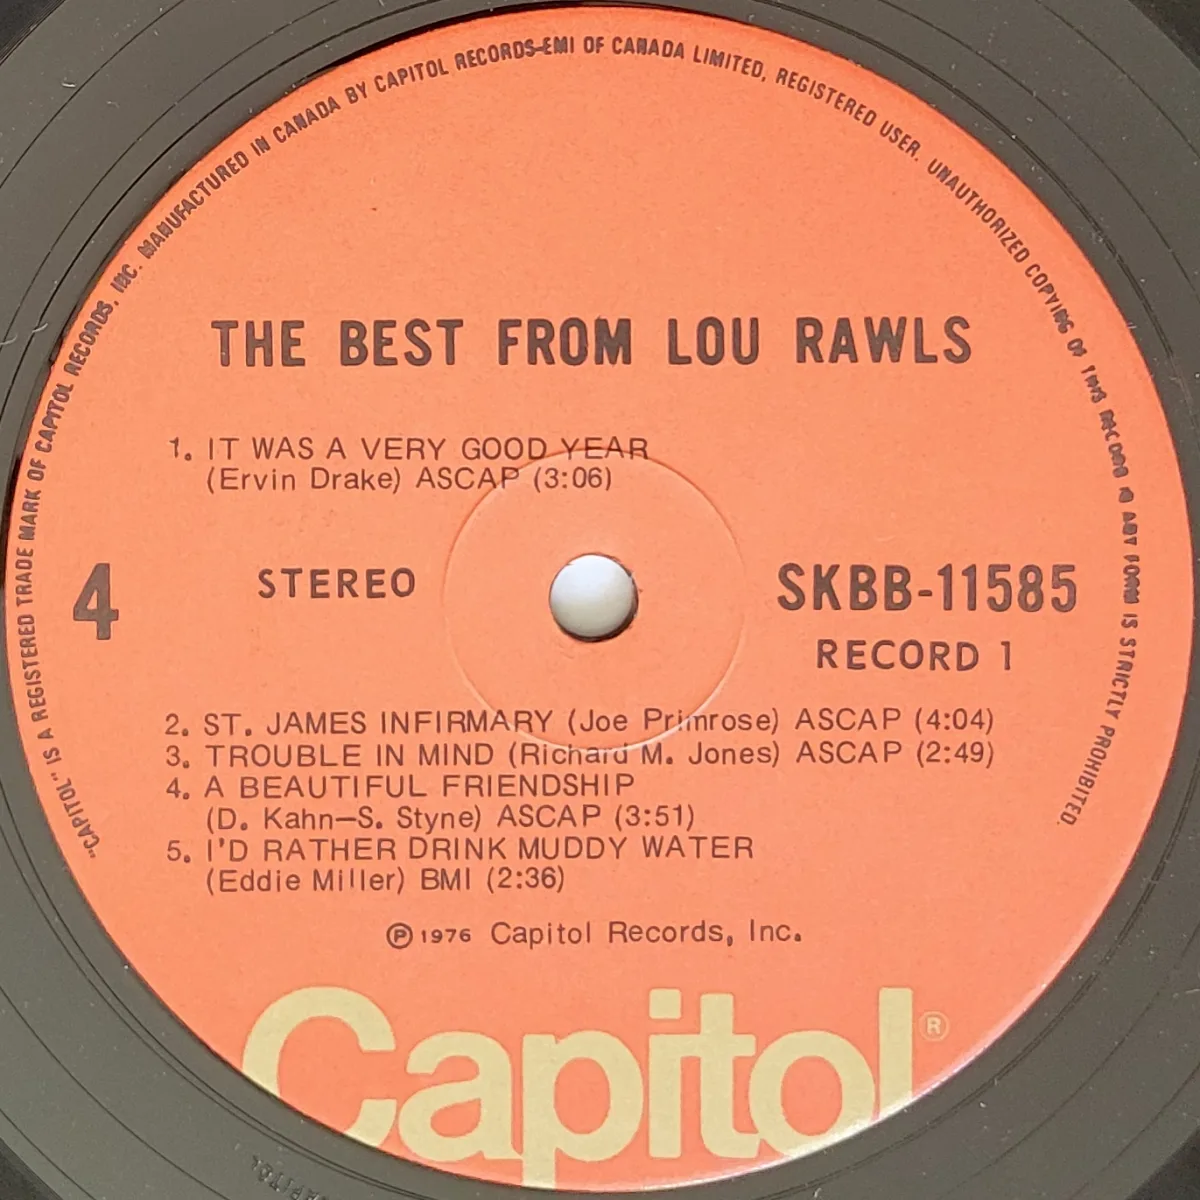 "CAPITOL" IS A REGISTERED TRADE MARK OF CAPITOL RECORDS, INC. MANUFACTURED IN CANADA BY CAPITOL RECORDS-EMI OF CANADA LIMITED, REGISTERED USER. UNAUTHORIZED COPYING OF THIS RECORD IN ANY FORM IS STRICTLY PROHIBITED.
THE BEST FROM LOU RAWLS
1. IT WAS A VERY GOOD YEAR
(Ervin Drake) ASCAP (3:06)
4 STEREO SKBB-11585
RECORD 1
2. ST. JAMES INFIRMARY (Joe Primrose) ASCAP (4:04)
3. TROUBLE IN MIND (Richard M. Jones) ASCAP (2:49)
4. A BEAUTIFUL FRIENDSHIP
(D. Kahn—S. Styne) ASCAP (3:51)
5. I'D RATHER DRINK MUDDY WATER
(Eddie Miller) BMI (2:36)
℗ 1976 Capitol Records, Inc.
Capitol®
CAPITOL